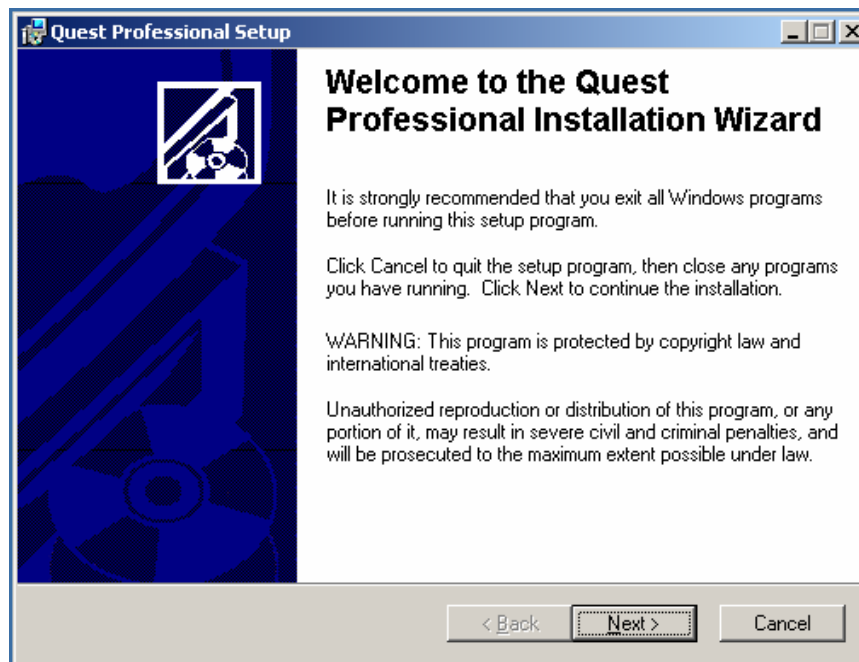 Quest Professional Setup
Welcome to the Quest
Professional Installation Wizard
It is strongly recommended that you exit all Windows programs
before running this setup program.
Click Cancel to quit the setup program, then close any programs
you have running.  Click Next to continue the installation.
WARNING: This program is protected by copyright law and
international treaties.
Unauthorized reproduction or distribution of this program, or any
portion of it, may result in severe civil and criminal penalties, and
will be prosecuted to the maximum extent possible under law.
< Back Next > Cancel